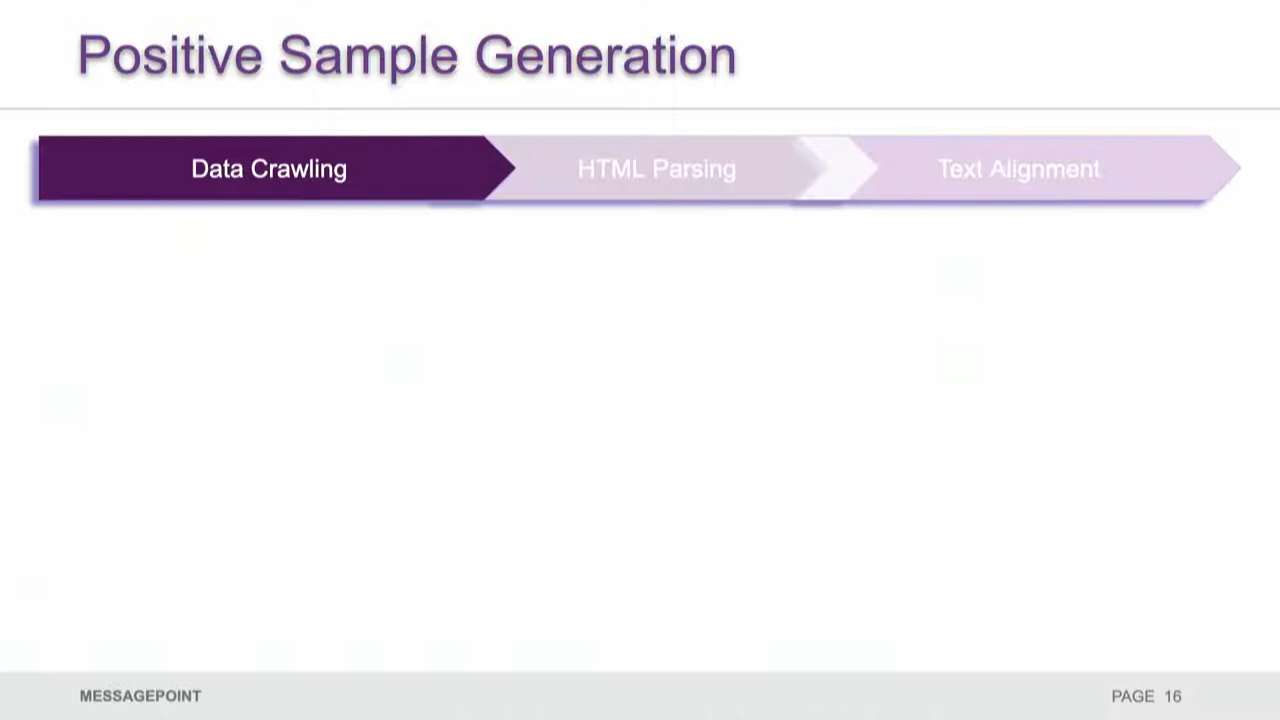 Positive Sample Generation
Data Crawling
HTML Parsing
Text Alignment
MESSAGEPOINT
PAGE 16